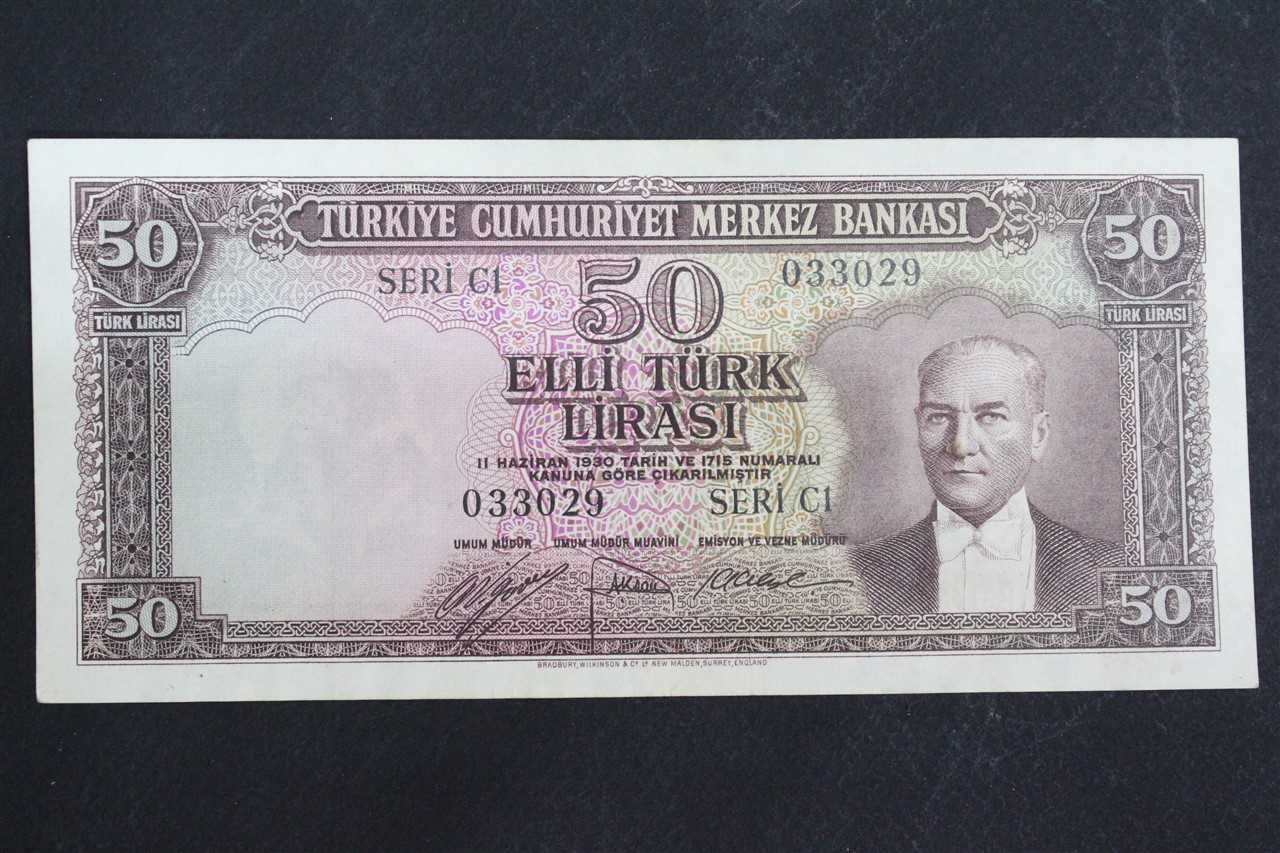 TÜRKİYE CUMHURİYET MERKEZ BANKASI
50 50
SERİ C1 50 033029
TÜRK LİRASI TÜRK LİRASI
ELLİ TÜRK
LİRASI
11 HAZİRAN 1930 TARİH VE 1715 NUMARALI
KANUNA GÖRE ÇIKARILMIŞTIR
033029 SERİ C1
UMUM MÜDÜR UMUM MÜDÜR MUAVİNİ EMİSYON VE VEZNE MÜDÜRÜ
50 50
BRADBURY, WILKINSON & Co. Ld. NEW MALDEN, SURREY, ENGLAND